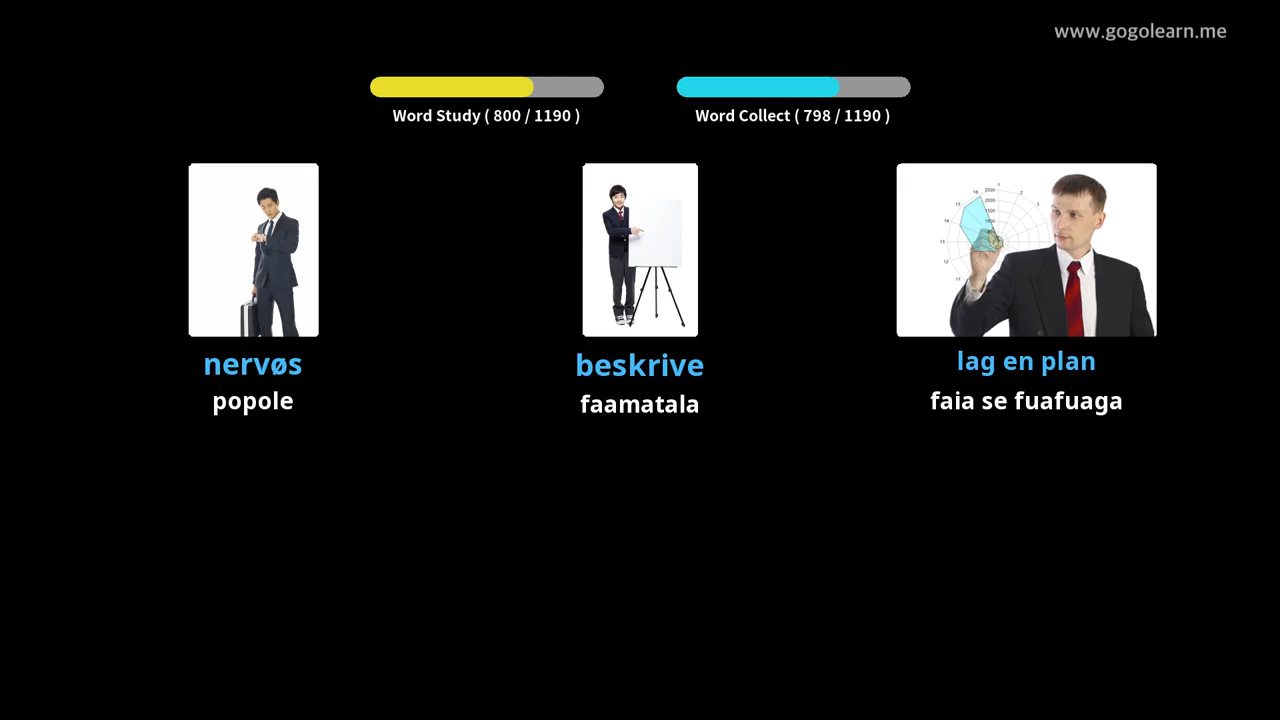 www.gogolearn.me
Word Study ( 800 / 1190 )
Word Collect ( 798 / 1190 )
nervøs
popole
beskrive
faamatala
lag en plan
faia se fuafuaga